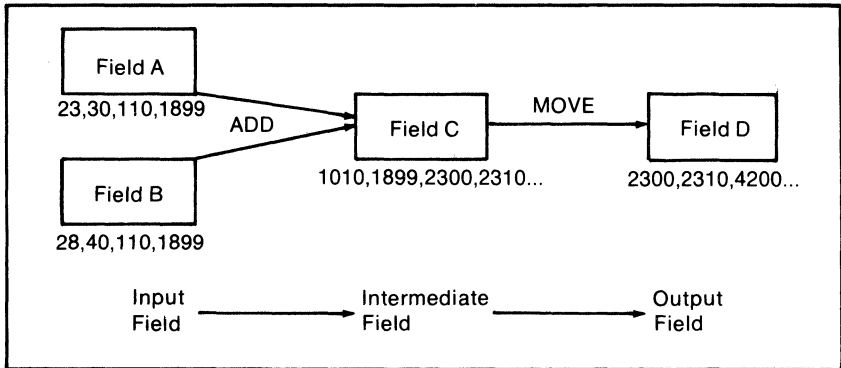 Field A
23,30,110,1899
ADD
Field B
28,40,110,1899
Field C
1010,1899,2300,2310...
MOVE
Field D
2300,2310,4200...
Input
Field
Intermediate
Field
Output
Field